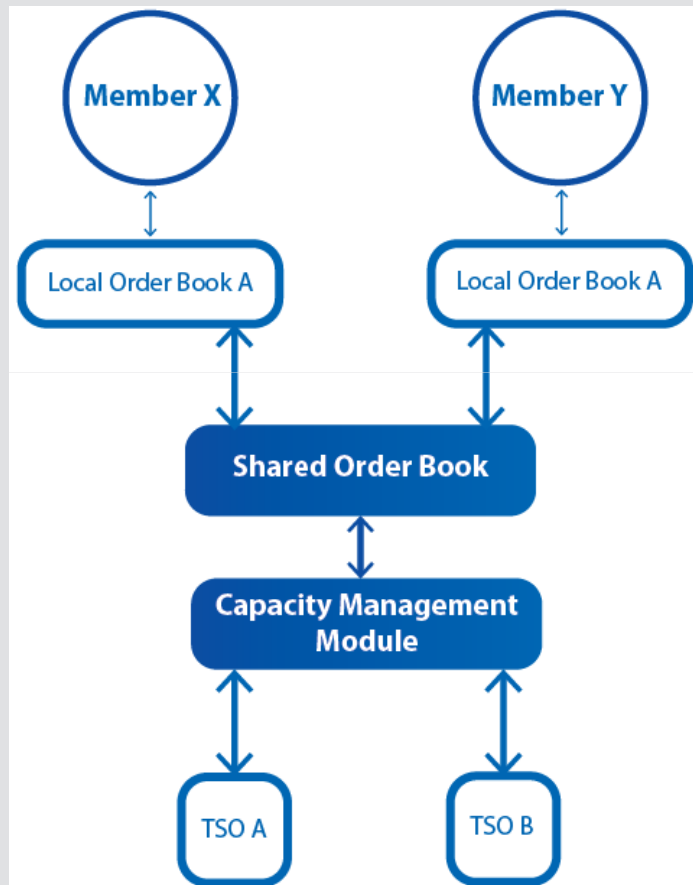 Member X
Member Y
Local Order Book A
Local Order Book A
Shared Order Book
Capacity Management
Module
TSO A
TSO B